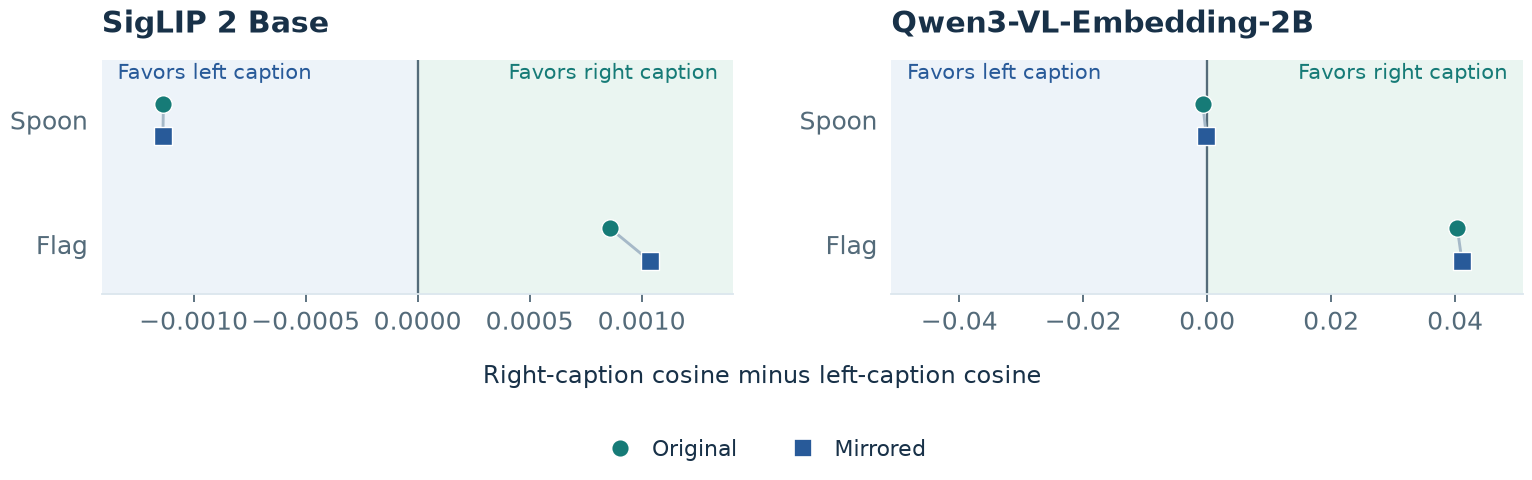 SigLIP 2 Base
Qwen3-VL-Embedding-2B
Favors left caption
Favors right caption
Favors left caption
Favors right caption
Spoon
Spoon
Flag
Flag
−0.0010 −0.0005 0.0000 0.0005 0.0010
−0.04 −0.02 0.00 0.02 0.04
Right-caption cosine minus left-caption cosine
Original
Mirrored